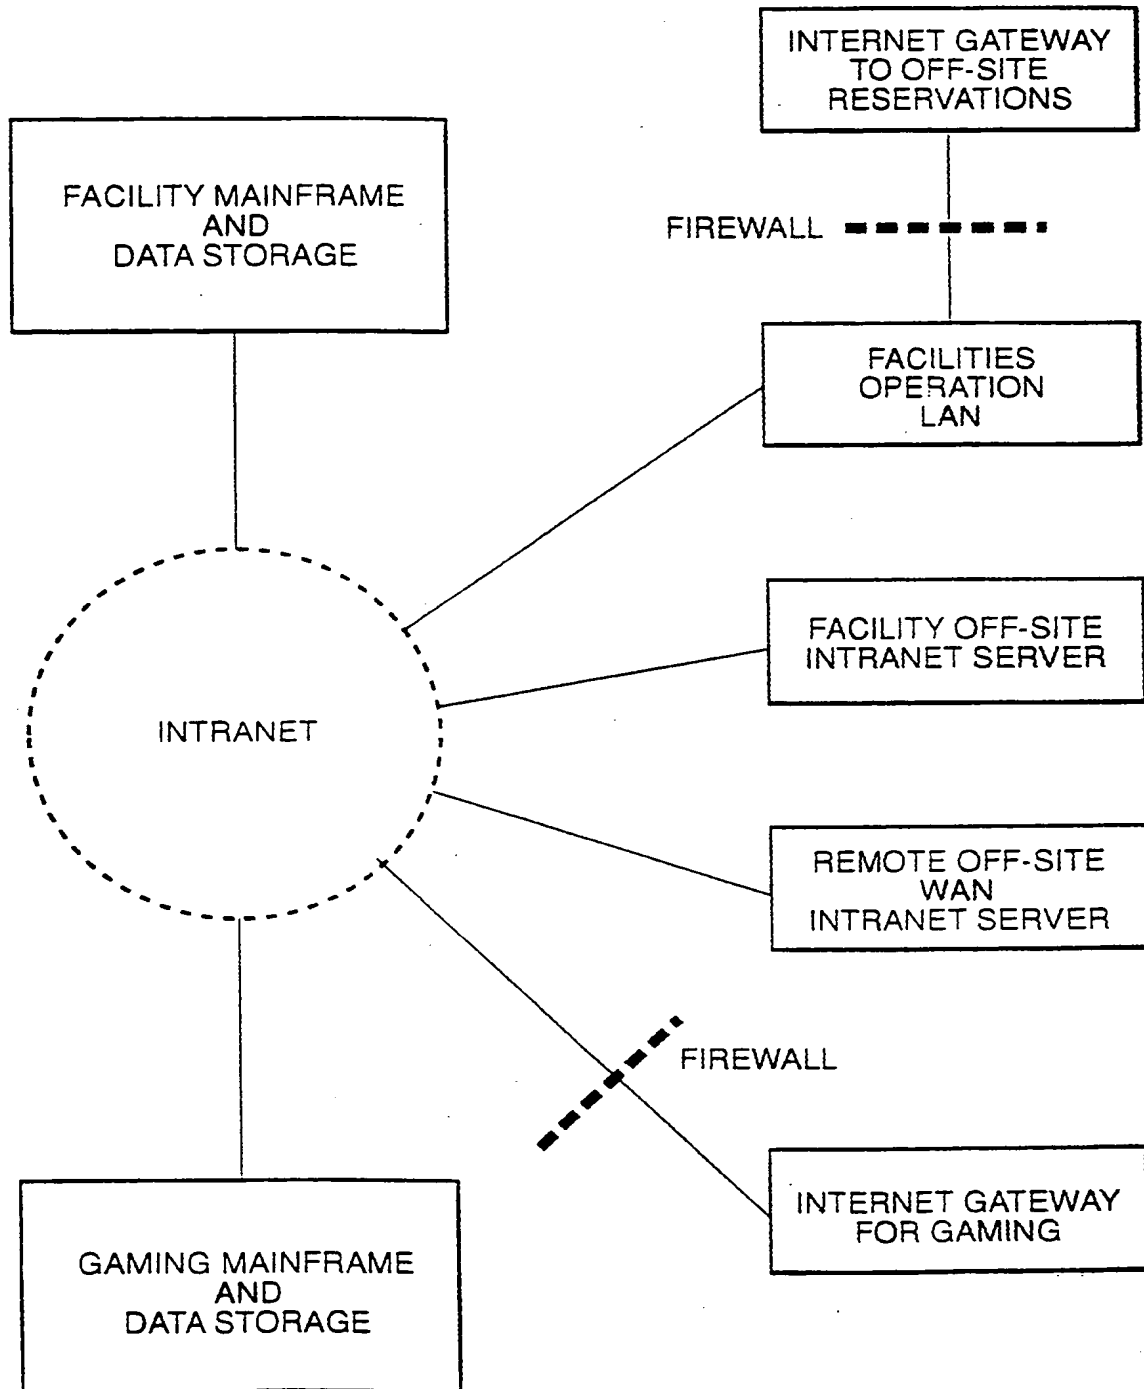 INTERNET GATEWAY
TO OFF-SITE
RESERVATIONS
FACILITY MAINFRAME
AND
DATA STORAGE
FIREWALL
FACILITIES
OPERATION
LAN
FACILITY OFF-SITE
INTRANET SERVER
INTRANET
REMOTE OFF-SITE
WAN
INTRANET SERVER
FIREWALL
INTERNET GATEWAY
FOR GAMING
GAMING MAINFRAME
AND
DATA STORAGE